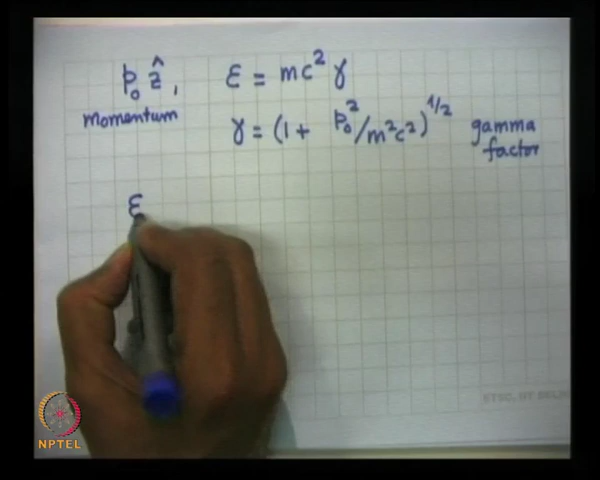 p₀ ẑ, ε = mc² γ
momentum γ = (1 + p₀²/m²c²)^1/2 gamma factor
ε
NPTEL